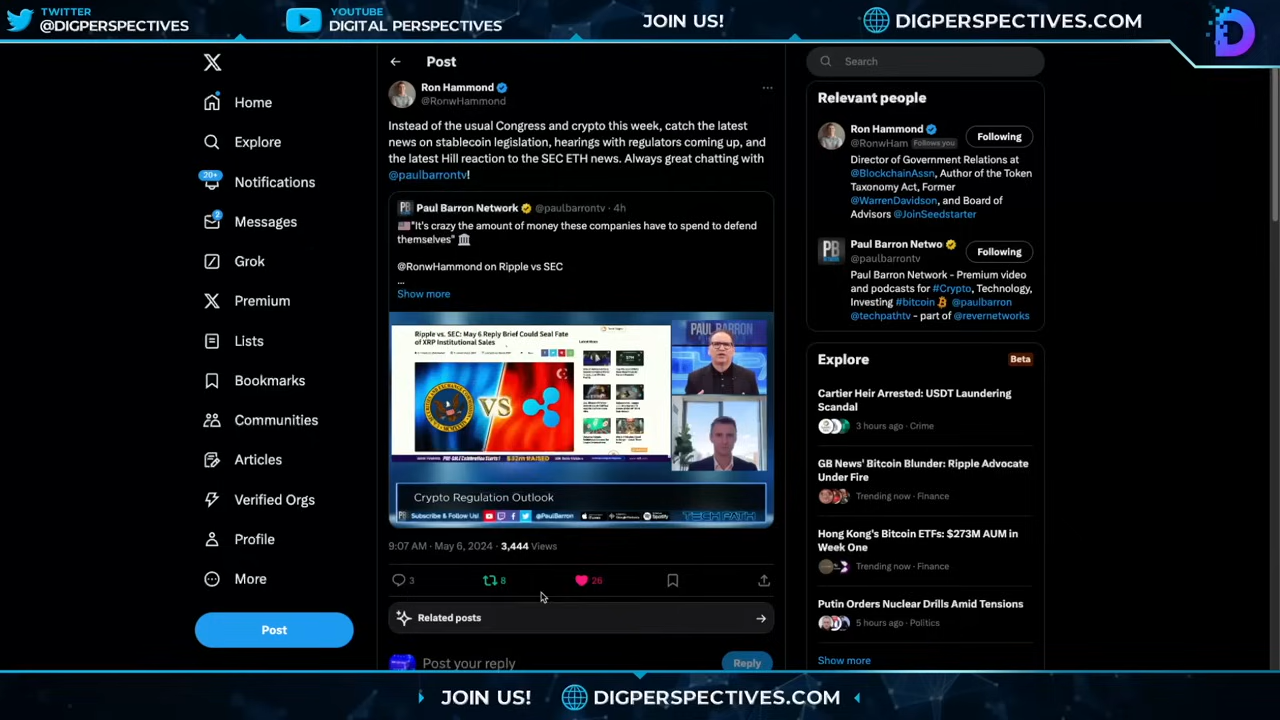 TWITTER
@DIGPERSPECTIVES
YOUTUBE
DIGITAL PERSPECTIVES
JOIN US!
DIGPERSPECTIVES.COM
Home
Explore
20+
Notifications
2
Messages
Grok
Premium
Lists
Bookmarks
Communities
Articles
Verified Orgs
Profile
More
Post
Post
Ron Hammond
@RonwHammond
Instead of the usual Congress and crypto this week, catch the latest
news on stablecoin legislation, hearings with regulators coming up, and
the latest Hill reaction to the SEC ETH news. Always great chatting with
@paulbarrontv!
Paul Barron Network @paulbarrontv · 4h
"It's crazy the amount of money these companies have to spend to defend
themselves"
@RonwHammond on Ripple vs SEC
...
Show more
Ripple vs. SEC: May 6 Reply Brief Could Seal Fate
of XRP Institutional Sales
VS
PAUL BARRON
Crypto Regulation Outlook
Subscribe & Follow Us!
@PaulBarron
Spotify
TECH PATH
9:07 AM · May 6, 2024 · 3,444 Views
3
8
26
Related posts
Post your reply
Reply
Search
Relevant people
Ron Hammond
@RonwHam Follows you
Following
Director of Government Relations at
@BlockchainAssn, Author of the Token
Taxonomy Act, Former
@WarrenDavidson, and Board of
Advisors @JoinSeedstarter
Paul Barron Netwo
@paulbarrontv
Following
Paul Barron Network - Premium video
and podcasts for #Crypto, Technology,
Investing #bitcoin @paulbarron
@techpathtv - part of @revernetworks
Explore
Beta
Cartier Heir Arrested: USDT Laundering
Scandal
3 hours ago · Crime
GB News' Bitcoin Blunder: Ripple Advocate
Under Fire
Trending now · Finance
Hong Kong's Bitcoin ETFs: $273M AUM in
Week One
Trending now · Finance
Putin Orders Nuclear Drills Amid Tensions
5 hours ago · Politics
Show more
JOIN US!
DIGPERSPECTIVES.COM